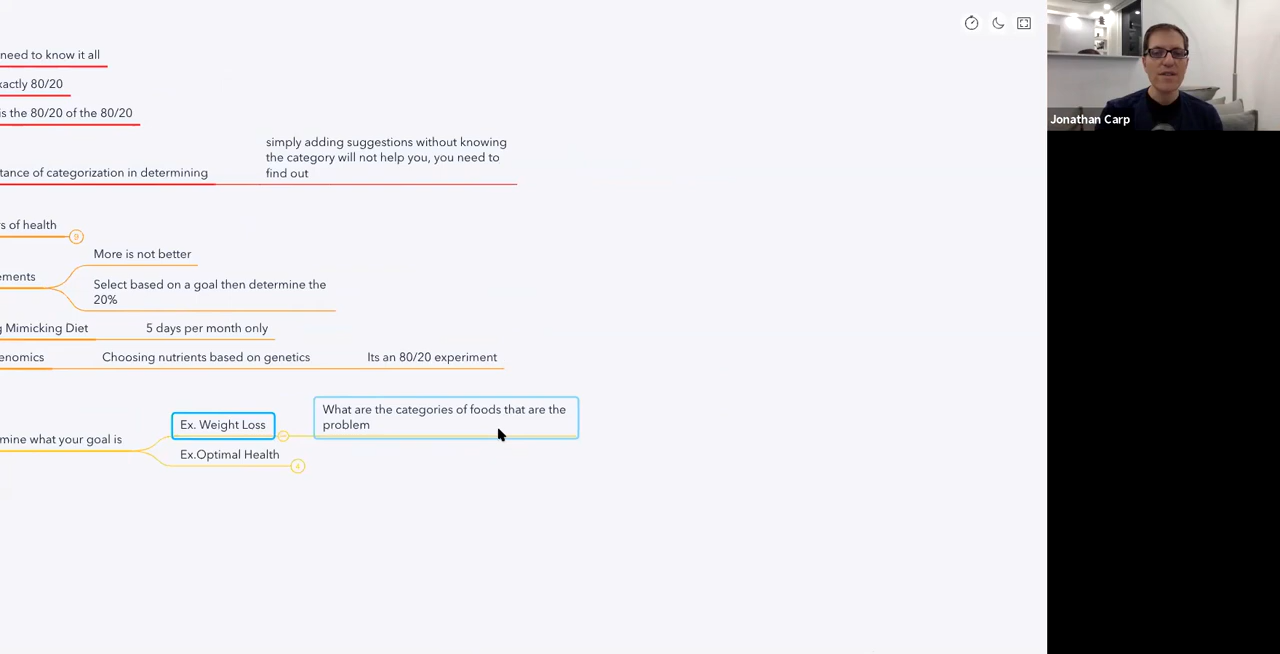 need to know it all
xactly 80/20
is the 80/20 of the 80/20
simply adding suggestions without knowing
the category will not help you, you need to
find out
tance of categorization in determining
rs of health
9
More is not better
ements
Select based on a goal then determine the
20%
g Mimicking Diet
5 days per month only
enomics
Choosing nutrients based on genetics
Its an 80/20 experiment
What are the categories of foods that are the
problem
Ex. Weight Loss
mine what your goal is
Ex.Optimal Health
4
Jonathan Carp